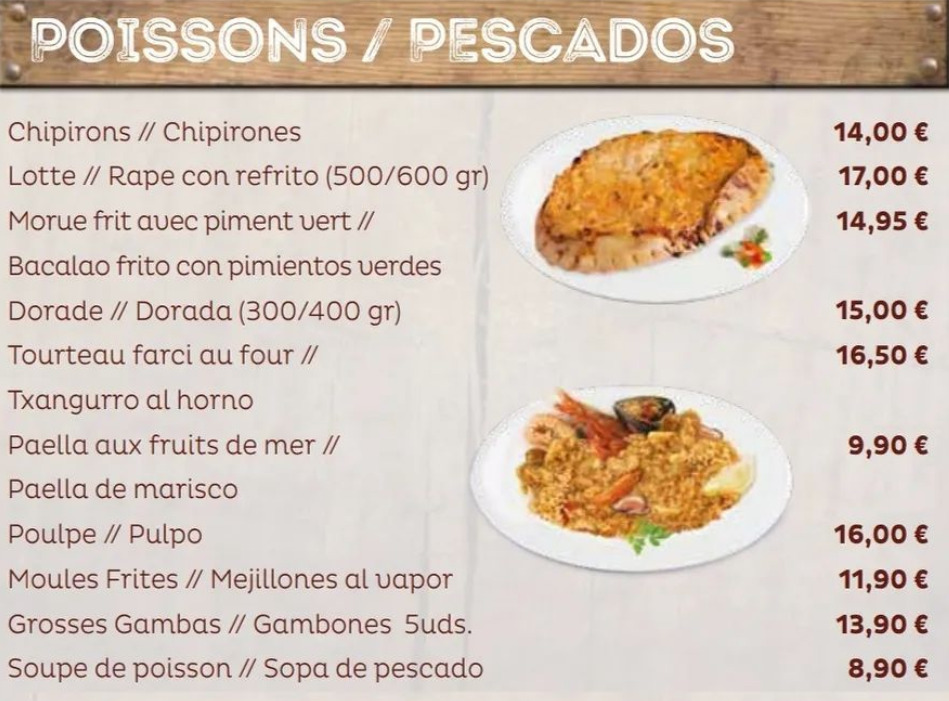 POISSONS / PESCADOS
Chipirons // Chipirones 14,00 €
Lotte // Rape con refrito (500/600 gr) 17,00 €
Morue frit avec piment vert // 14,95 €
Bacalao frito con pimientos verdes
Dorade // Dorada (300/400 gr) 15,00 €
Tourteau farci au four // 16,50 €
Txangurro al horno
Paella aux fruits de mer // 9,90 €
Paella de marisco
Poulpe // Pulpo 16,00 €
Moules Frites // Mejillones al vapor 11,90 €
Grosses Gambas // Gambones 5uds. 13,90 €
Soupe de poisson // Sopa de pescado 8,90 €